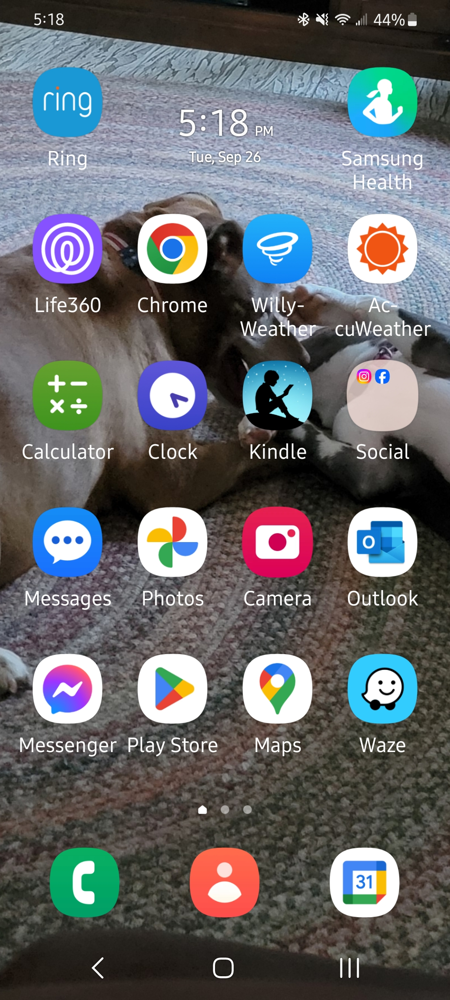 5:18 44%
ring
5:18 PM
Tue, Sep 26
Ring
Samsung
Health
Life360 Chrome Willy- Ac-
Weather cuWeather
Calculator Clock Kindle Social
O
Messages Photos Camera Outlook
Messenger Play Store Maps Waze
31